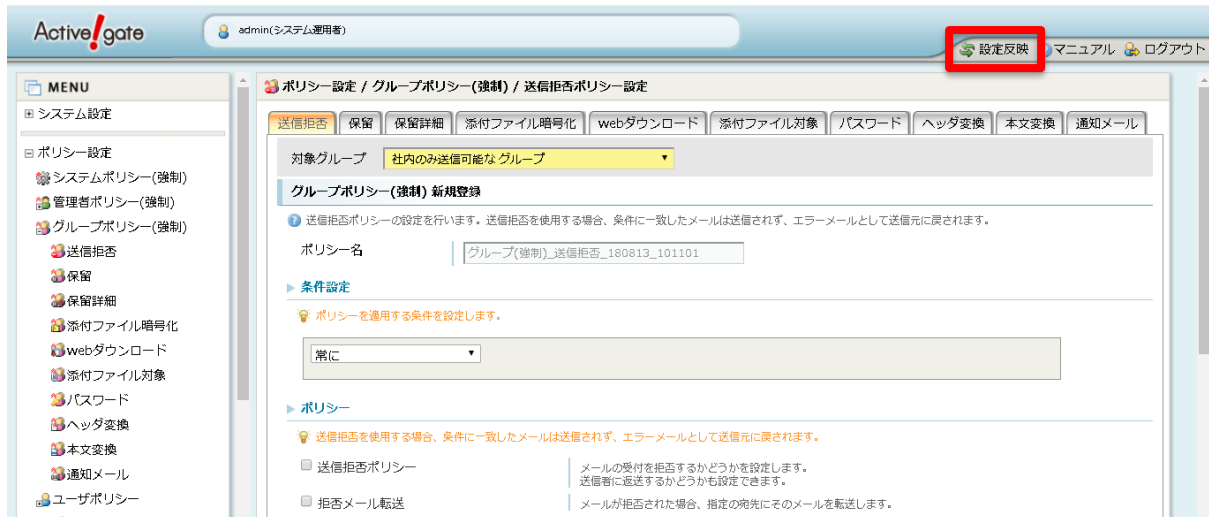 Active!gate
admin(システム運用者)
設定反映 マニュアル ログアウト
MENU
システム設定
ポリシー設定
システムポリシー(強制)
管理者ポリシー(強制)
グループポリシー(強制)
送信拒否
保留
保留詳細
添付ファイル暗号化
webダウンロード
添付ファイル対象
パスワード
ヘッダ変換
本文変換
通知メール
ユーザポリシー
ポリシー設定 / グループポリシー(強制) / 送信拒否ポリシー設定
送信拒否 保留 保留詳細 添付ファイル暗号化 webダウンロード 添付ファイル対象 パスワード ヘッダ変換 本文変換 通知メール
対象グループ 社内のみ送信可能な グループ
グループポリシー(強制) 新規登録
送信拒否ポリシーの設定を行います。送信拒否を使用する場合、条件に一致したメールは送信されず、エラーメールとして送信元に戻されます。
ポリシー名 グループ(強制)_送信拒否_180813_101101
条件設定
ポリシーを適用する条件を設定します。
常に
ポリシー
送信拒否を使用する場合、条件に一致したメールは送信されず、エラーメールとして送信元に戻されます。
送信拒否ポリシー メールの受付を拒否するかどうかを設定します。
送信者に返送するかどうかも設定できます。
拒否メール転送 メールが拒否された場合、指定の宛先にそのメールを転送します。